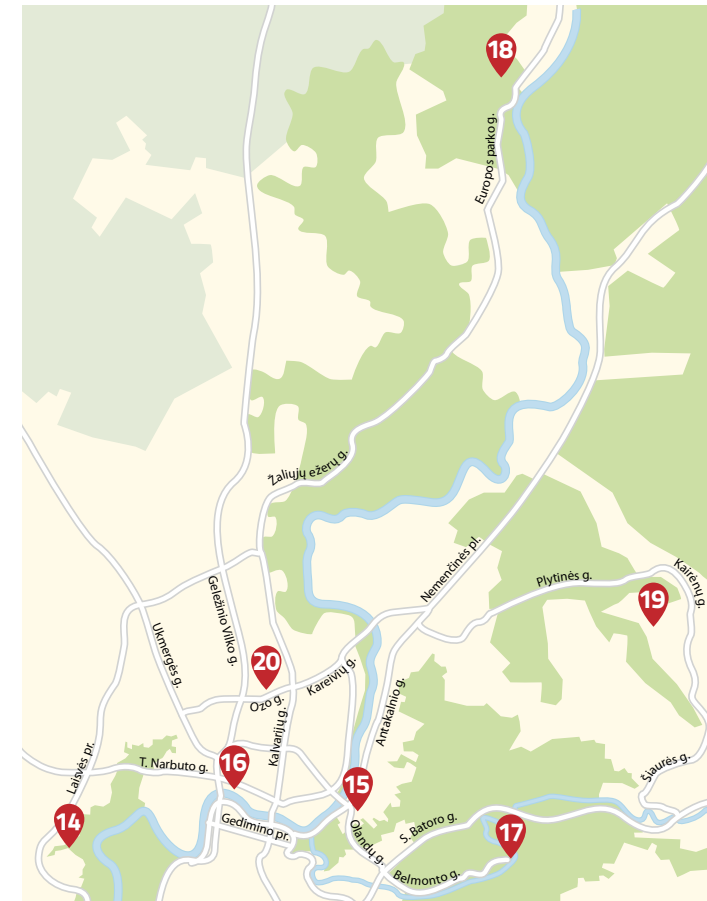 18
Europos parko g.
Žaliųjų ežerų g.
Nemenčinės pl.
Plytinės g.
Kairėnų g.
19
Geležinio Vilko g.
Ukmergės g.
20
Kareivių g.
Ozo g.
Kalvarijų g.
Antakalnio g.
Laisvės pr.
T. Narbuto g.
16
15
Šiaurės g.
14
Gedimino pr.
Olandų g.
S. Batoro g.
17
Belmonto g.